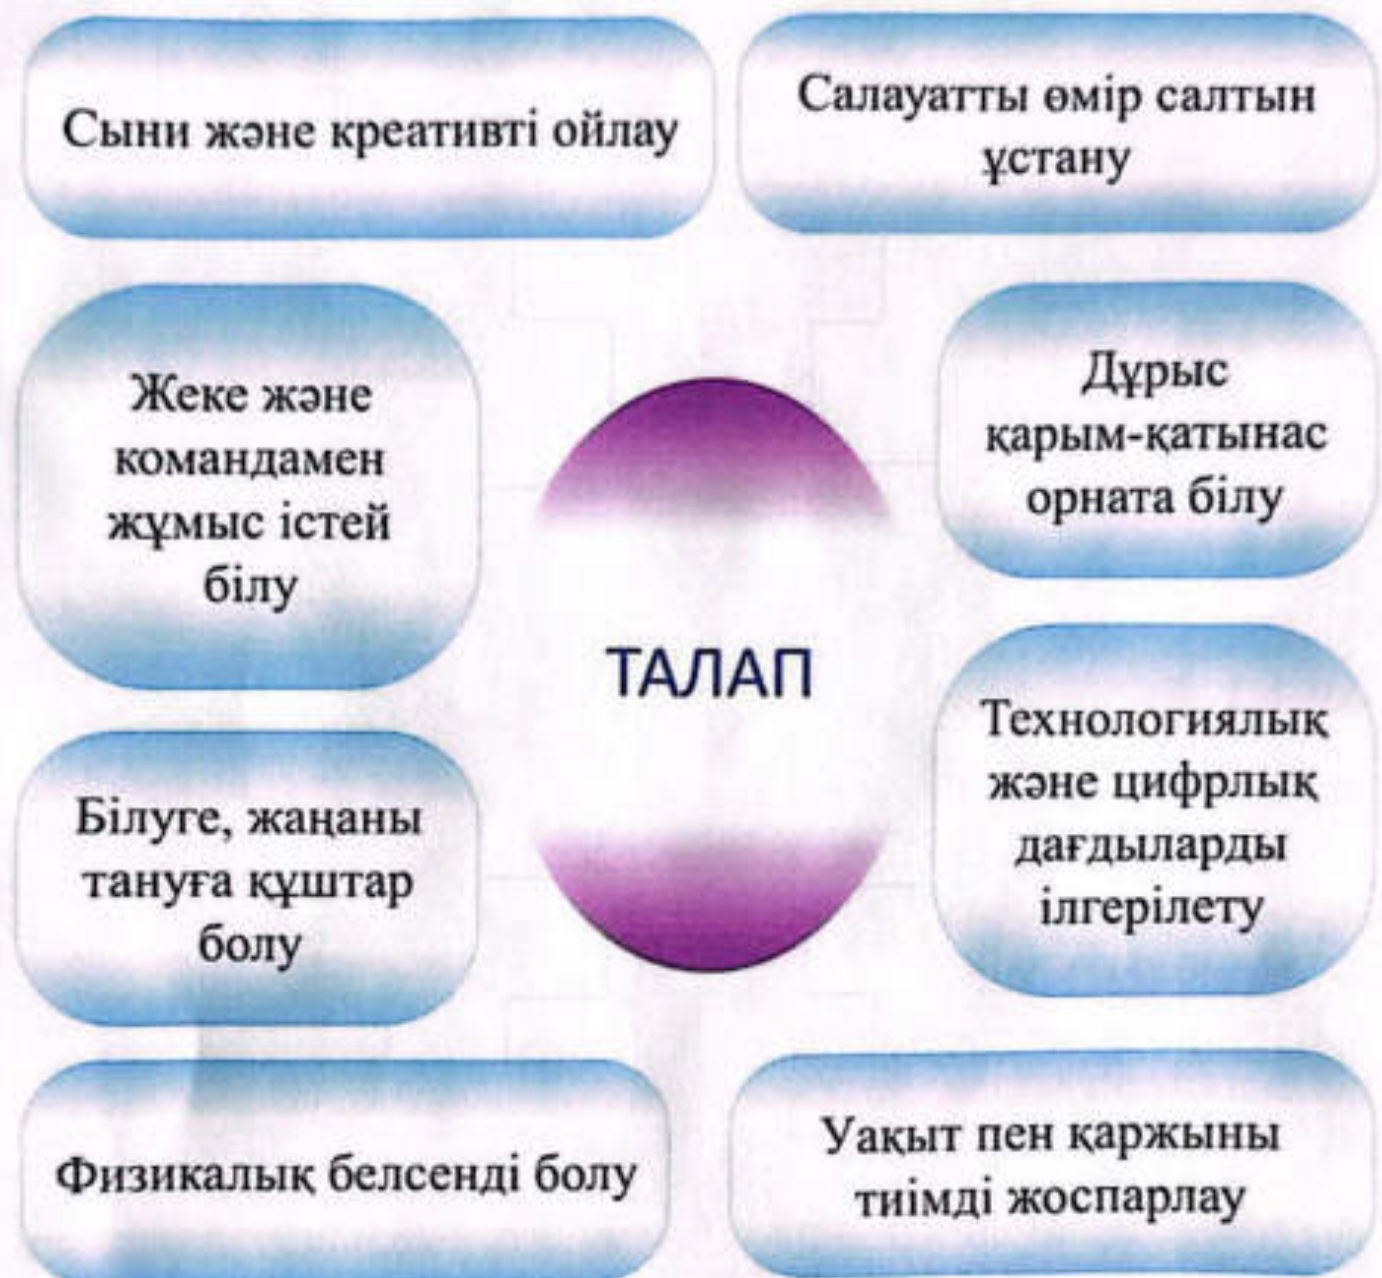 Сыни және креативті ойлау
Салауатты өмір салтын
ұстану
Жеке және
командамен
жұмыс істей
білу
Дұрыс
қарым-қатынас
орната білу
ТАЛАП
Білуге, жаңаны
тануға құштар
болу
Технологиялық
және цифрлық
дағдыларды
ілгерілету
Физикалық белсенді болу
Уақыт пен қаржыны
тиімді жоспарлау